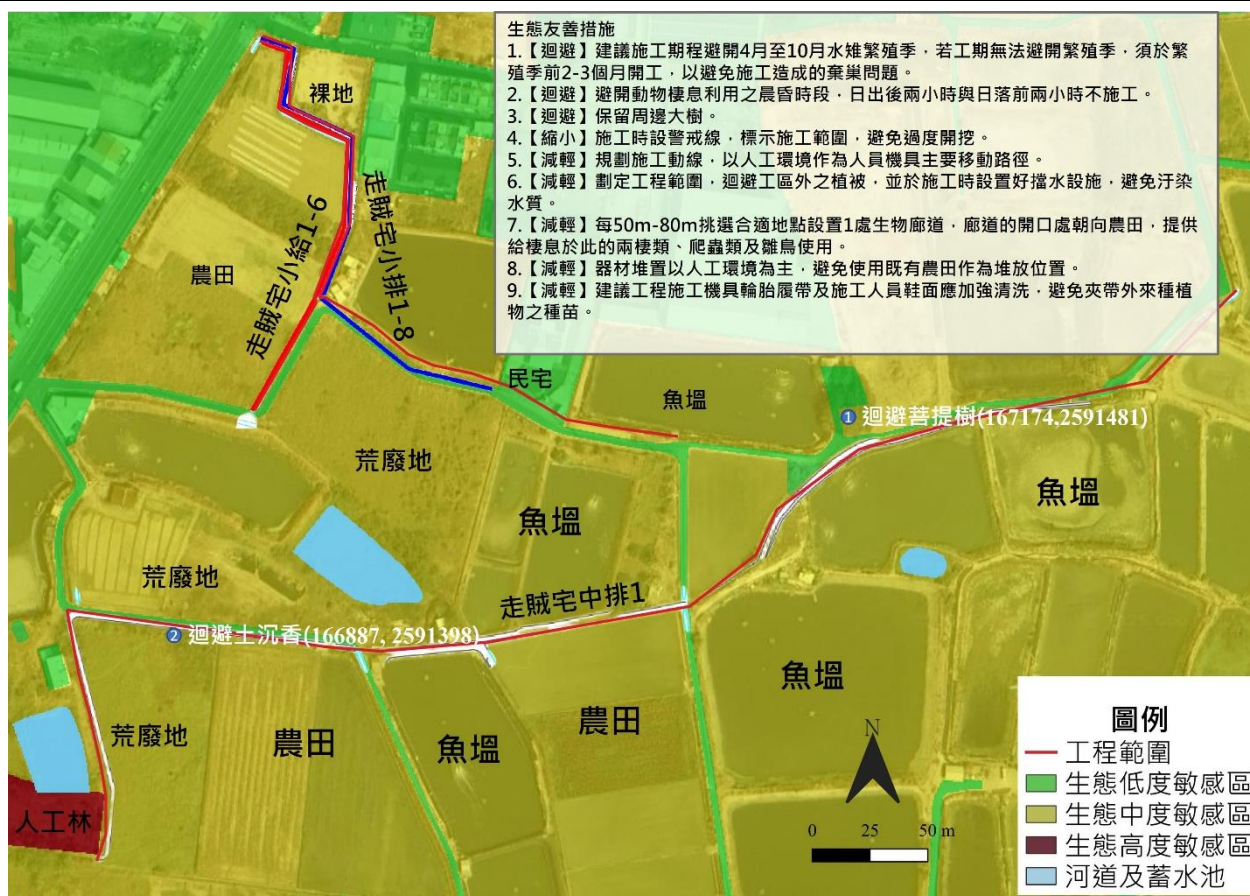 生態友善措施
1.【迴避】建議施工期程避開4月至10月水雉繁殖季，若工期無法避開繁殖季，須於繁
殖季前2-3個月開工，以避免施工造成的棄巢問題。
2.【迴避】避開動物棲息利用之晨昏時段，日出後兩小時與日落前兩小時不施工。
3.【迴避】保留周邊大樹。
4.【縮小】施工時設警戒線，標示施工範圍，避免過度開挖。
5.【減輕】規劃施工動線，以人工環境作為人員機具主要移動路徑。
6.【減輕】劃定工程範圍，迴避工區外之植被，並於施工時設置好擋水設施，避免汙染
水質。
7.【減輕】每50m-80m挑選合適地點設置1處生物廊道，廊道的開口處朝向農田，提供
給棲息於此的兩棲類、爬蟲類及雛鳥使用。
8.【減輕】器材堆置以人工環境為主，避免使用既有農田作為堆放位置。
9.【減輕】建議工程施工機具輪胎履帶及施工人員鞋面應加強清洗，避免夾帶外來種植
物之種苗。
裸地
走賊宅小給1-6
走賊宅小排1-8
農田
民宅
魚塭
1 迴避菩提樹(167174,2591481)
荒廢地
魚塭
魚塭
荒廢地
走賊宅中排1
2 迴避土沉香(166887, 2591398)
魚塭
荒廢地
農田
魚塭
農田
人工林
N
0 25 50 m
圖例
工程範圍
生態低度敏感區
生態中度敏感區
生態高度敏感區
河道及蓄水池